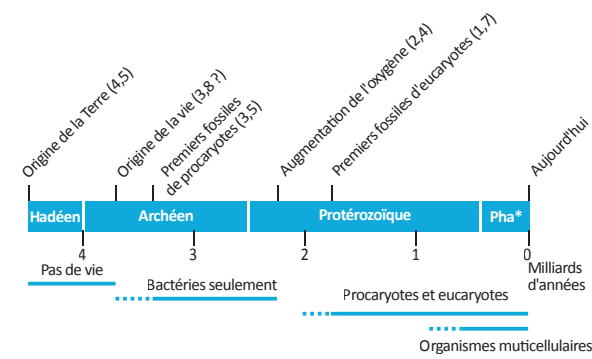 Origine de la Terre (4,5)
Origine de la vie (3,8 ?)
Premiers fossiles
de procaryotes (3,5)
Augmentation de l'oxygène (2,4)
Premiers fossiles d'eucaryotes (1,7)
Aujourd'hui
Hadéen
Archéen
Protérozoïque
Pha*
4
3
2
1
0
Milliards
d'années
Pas de vie
Bactéries seulement
Procaryotes et eucaryotes
Organismes muticellulaires